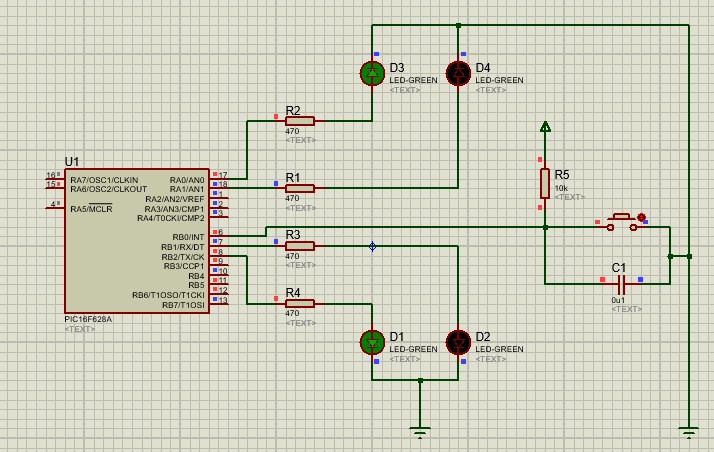 D3
LED-GREEN
<TEXT>
D4
LED-GREEN
<TEXT>
R2
470
<TEXT>
U1
16 RA7/OSC1/CLKIN RA0/AN0 17
15 RA6/OSC2/CLKOUT RA1/AN1 18
RA2/AN2/VREF 1
4 RA5/MCLR RA3/AN3/CMP1 2
RA4/T0CKI/CMP2 3
RB0/INT 6
RB1/RX/DT 7
RB2/TX/CK 8
RB3/CCP1 9
RB4 10
RB5 11
RB6/T1OSO/T1CKI 12
RB7/T1OSI 13
PIC16F628A
<TEXT>
R1
470
<TEXT>
R5
10k
<TEXT>
R3
470
<TEXT>
R4
470
<TEXT>
C1
0u1
<TEXT>
D1
LED-GREEN
<TEXT>
D2
LED-GREEN
<TEXT>